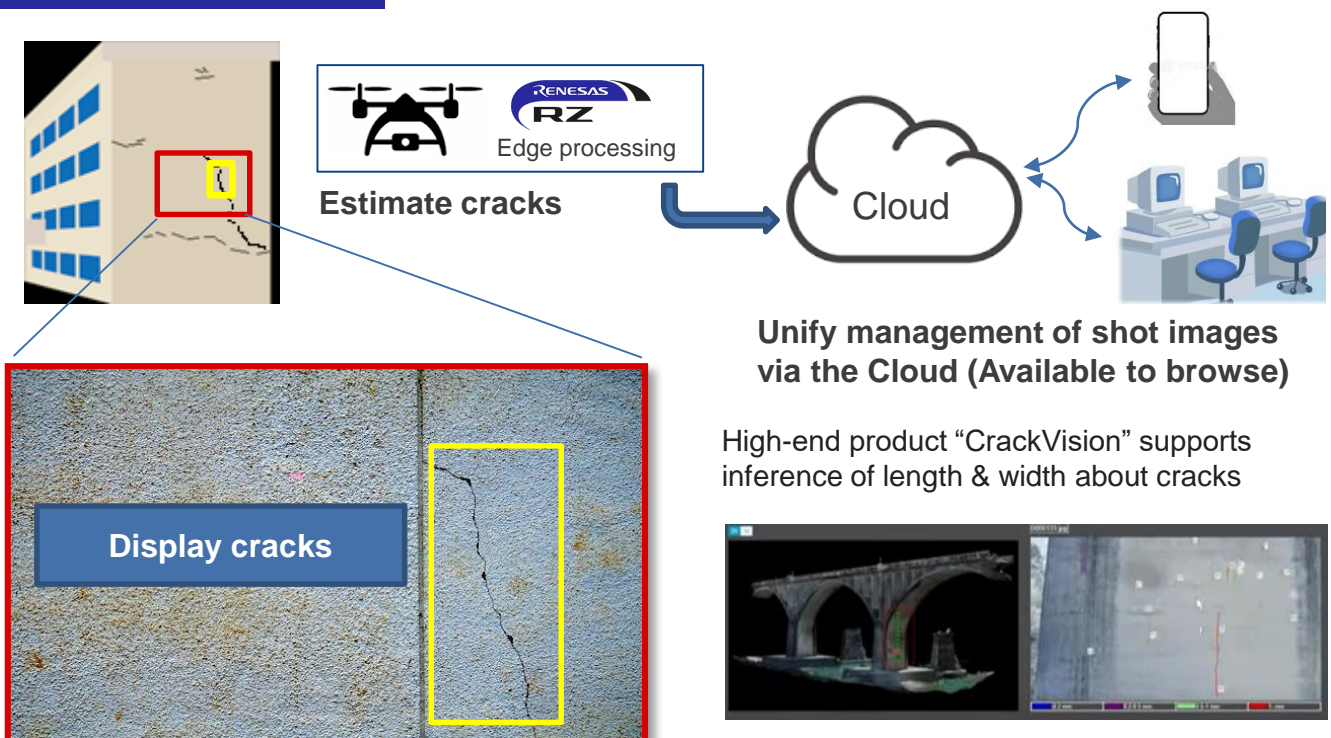 RENESAS
RZ
Edge processing
Estimate cracks
Cloud
Unify management of shot images
via the Cloud (Available to browse)
High-end product “CrackVision” supports
inference of length & width about cracks
Display cracks